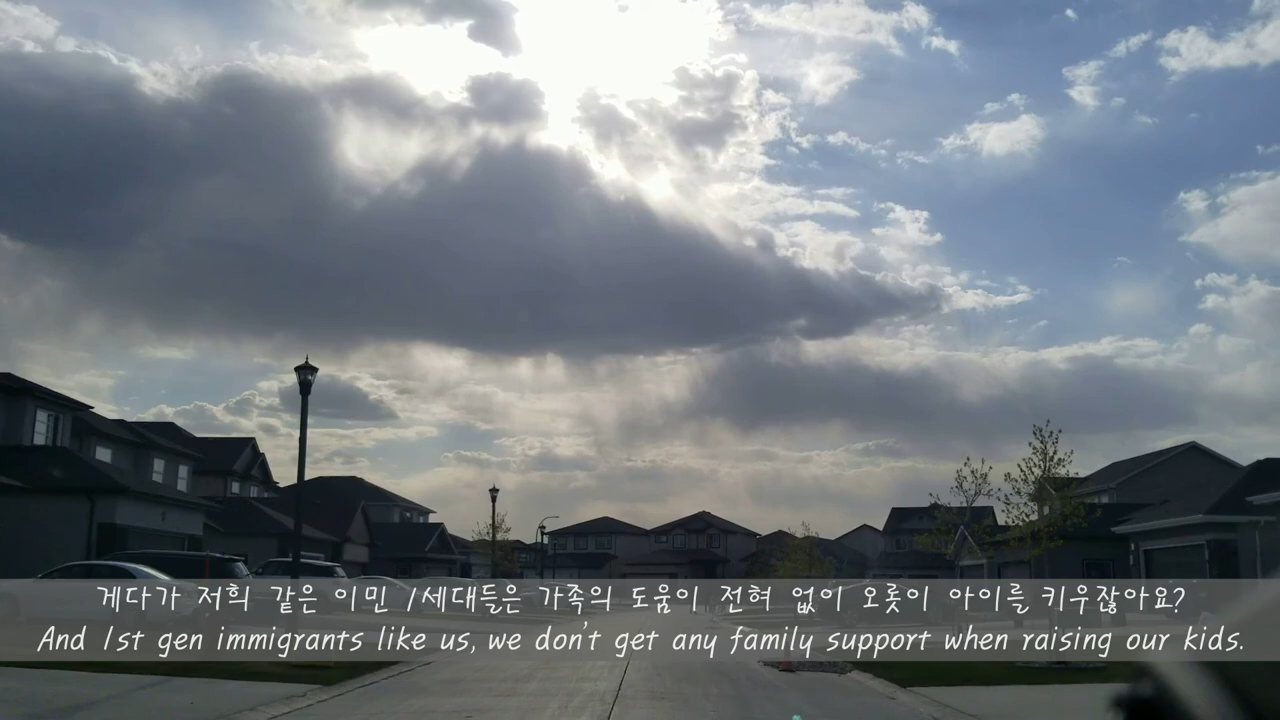 게다가 저희 같은 이민 1세대들은 가족의 도움이 전혀 없이 오롯이 아이를 키우잖아요?
And 1st gen immigrants like us, we don't get any family support when raising our kids.